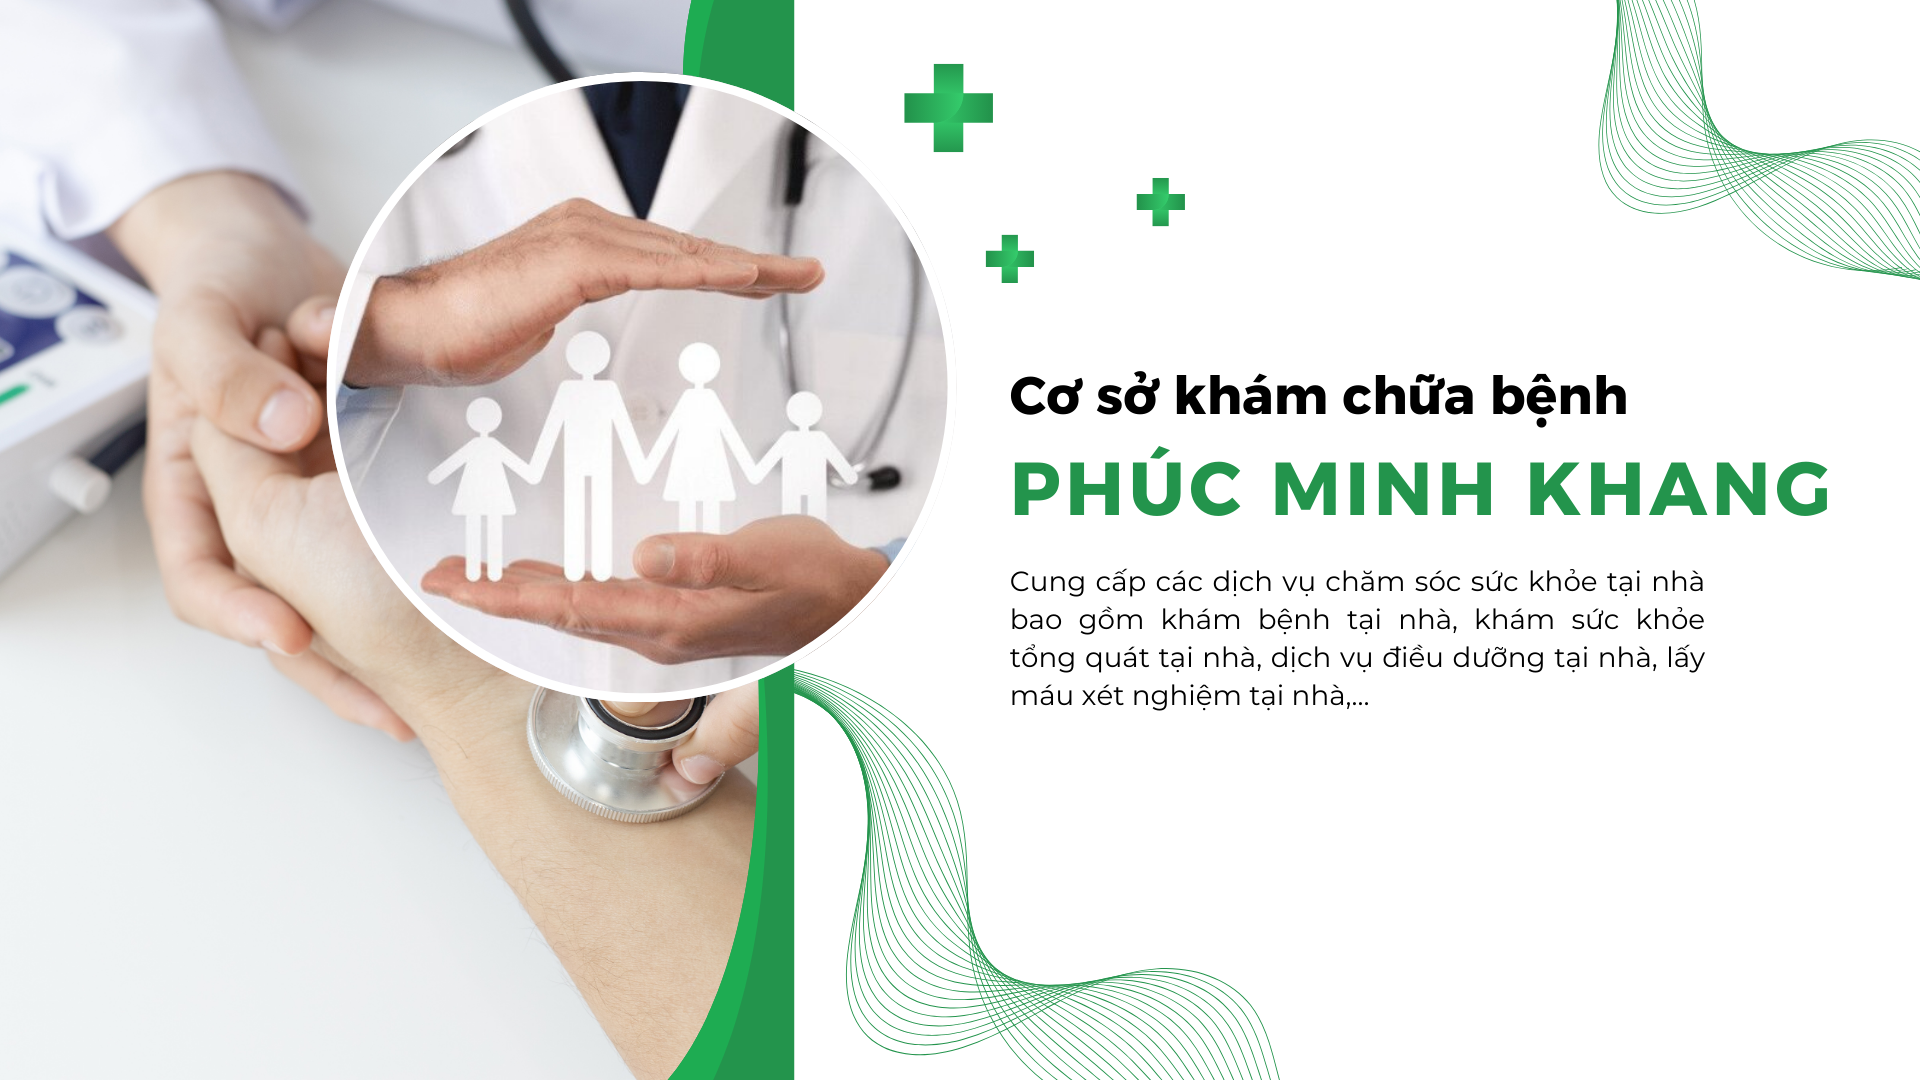 Cơ sở khám chữa bệnh
PHÚC MINH KHANG
Cung cấp các dịch vụ chăm sóc sức khỏe tại nhà
bao gồm khám bệnh tại nhà, khám sức khỏe
tổng quát tại nhà, dịch vụ điều dưỡng tại nhà, lấy
máu xét nghiệm tại nhà,...